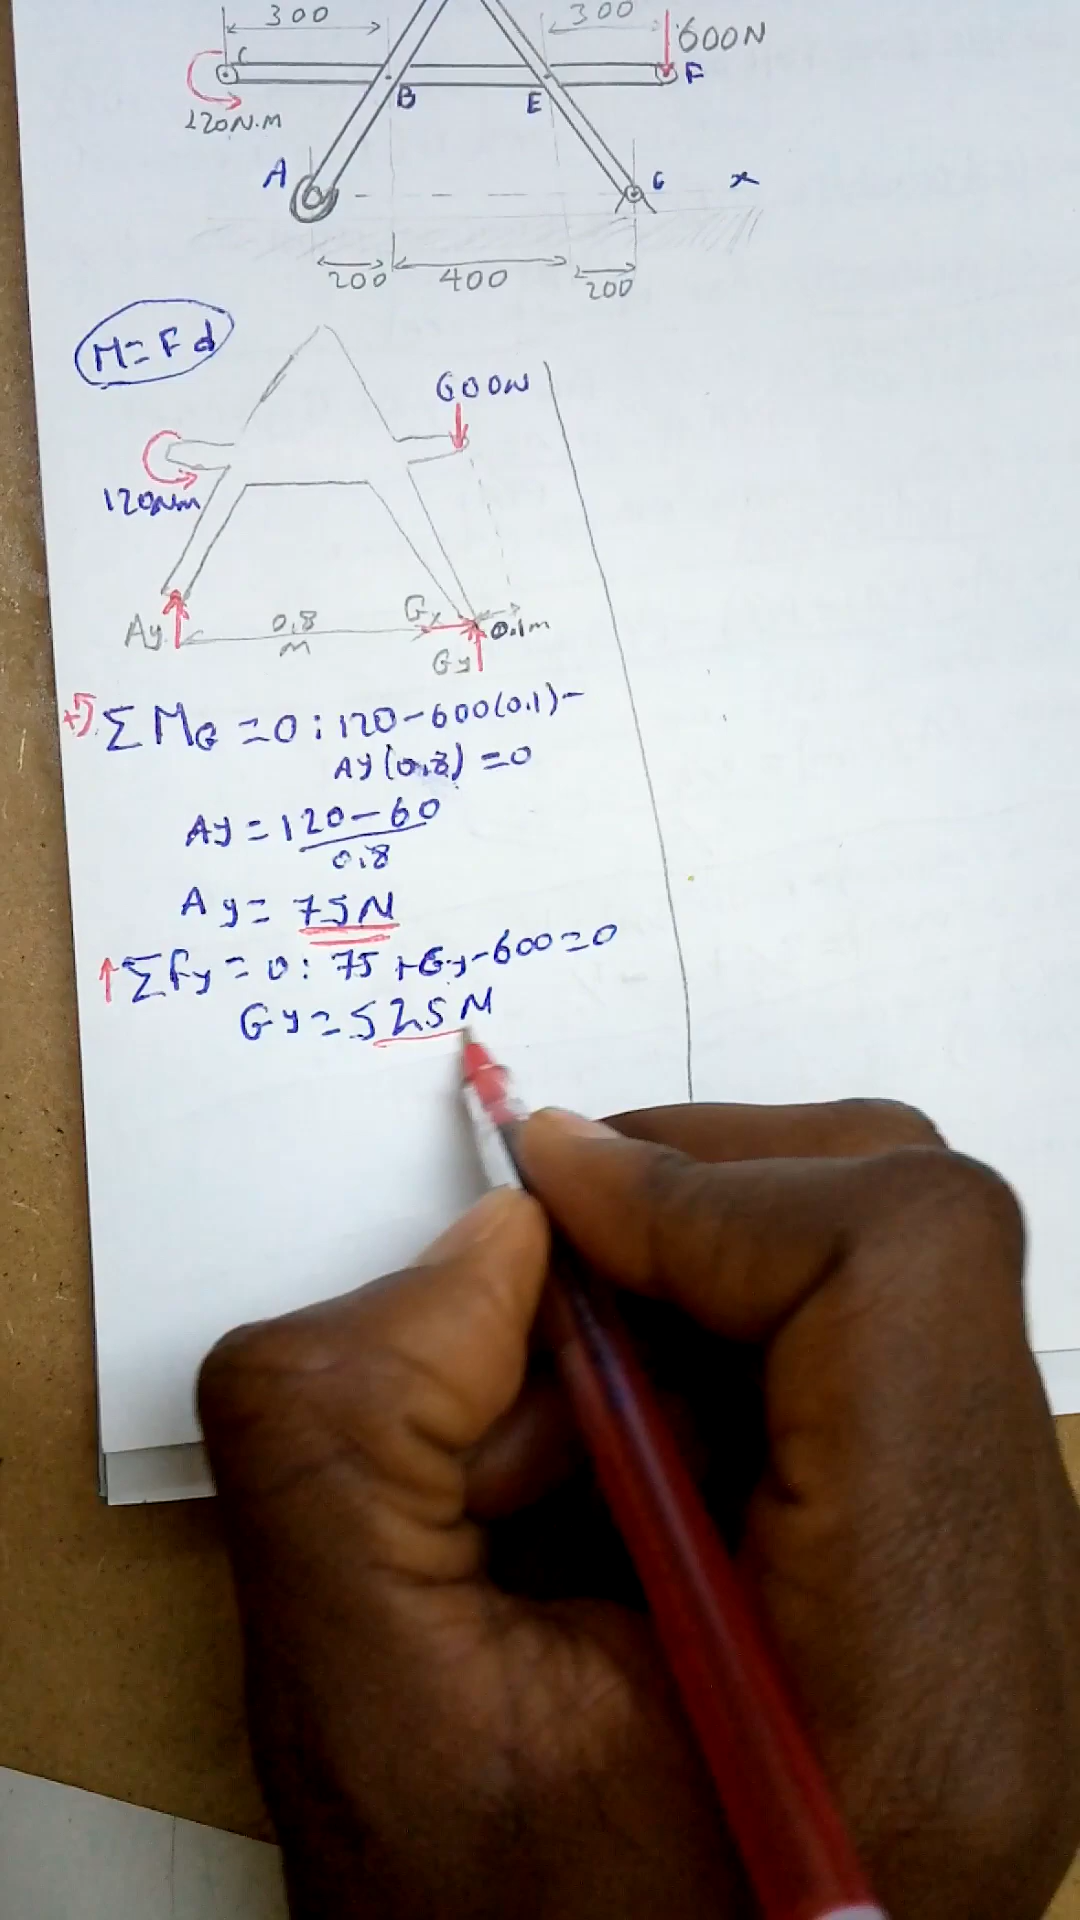 300
300
600N
C
F
120N.M
B
E
A
G
x
200
400
200
M=Fd
600N
120Nm
Ay
0,8
m
Gx
0.1m
Gy
+ ΣMG =0: 120-600(0.1)-
Ay(0,8) =0
Ay = 120-60
0,8
Ay = 75N
↑ΣFy = 0: 75+Gy-600=0
Gy=525N